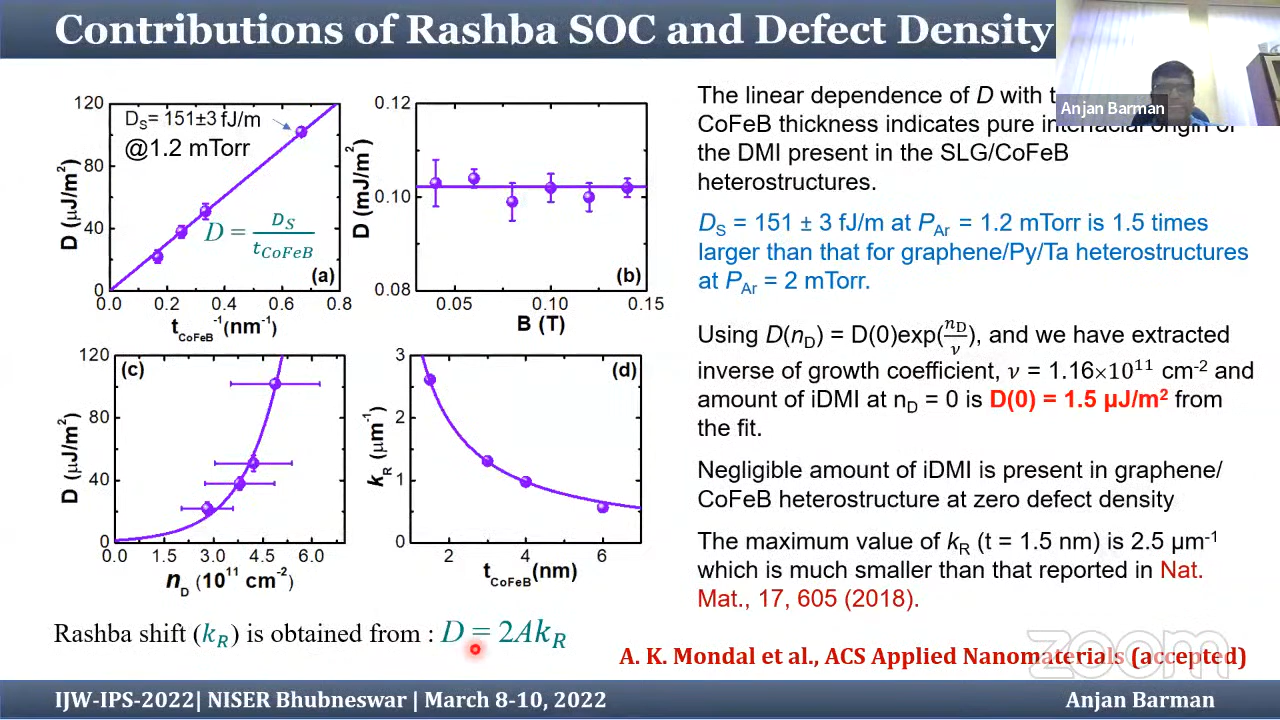 Contributions of Rashba SOC and Defect Density
Anjan Barman
120
80
40
0
D (μJ/m²)
D_S = 151±3 fJ/m
@1.2 mTorr
D = D_S / t_CoFeB
(a)
0.0 0.2 0.4 0.6 0.8
t_CoFeB⁻¹ (nm⁻¹)
0.12
0.10
0.08
D (mJ/m²)
(b)
0.05 0.10 0.15
B (T)
120
80
40
0
D (μJ/m²)
(c)
0.0 1.5 3.0 4.5 6.0
n_D (10¹¹ cm⁻²)
3
2
1
0
k_R (μm⁻¹)
(d)
2 4 6
t_CoFeB (nm)
Rashba shift (k_R) is obtained from : D = 2Ak_R
The linear dependence of D with
CoFeB thickness indicates pure interfacial origin of
the DMI present in the SLG/CoFeB
heterostructures.
D_S = 151 ± 3 fJ/m at P_Ar = 1.2 mTorr is 1.5 times
larger than that for graphene/Py/Ta heterostructures
at P_Ar = 2 mTorr.
Using D(n_D) = D(0)exp(n_D/ν), and we have extracted
inverse of growth coefficient, ν = 1.16×10¹¹ cm⁻² and
amount of iDMI at n_D = 0 is D(0) = 1.5 μJ/m² from
the fit.
Negligible amount of iDMI is present in graphene/
CoFeB heterostructure at zero defect density
The maximum value of k_R (t = 1.5 nm) is 2.5 μm⁻¹
which is much smaller than that reported in Nat.
Mat., 17, 605 (2018).
zoom
A. K. Mondal et al., ACS Applied Nanomaterials (accepted)
IJW-IPS-2022| NISER Bhubneswar | March 8-10, 2022
Anjan Barman